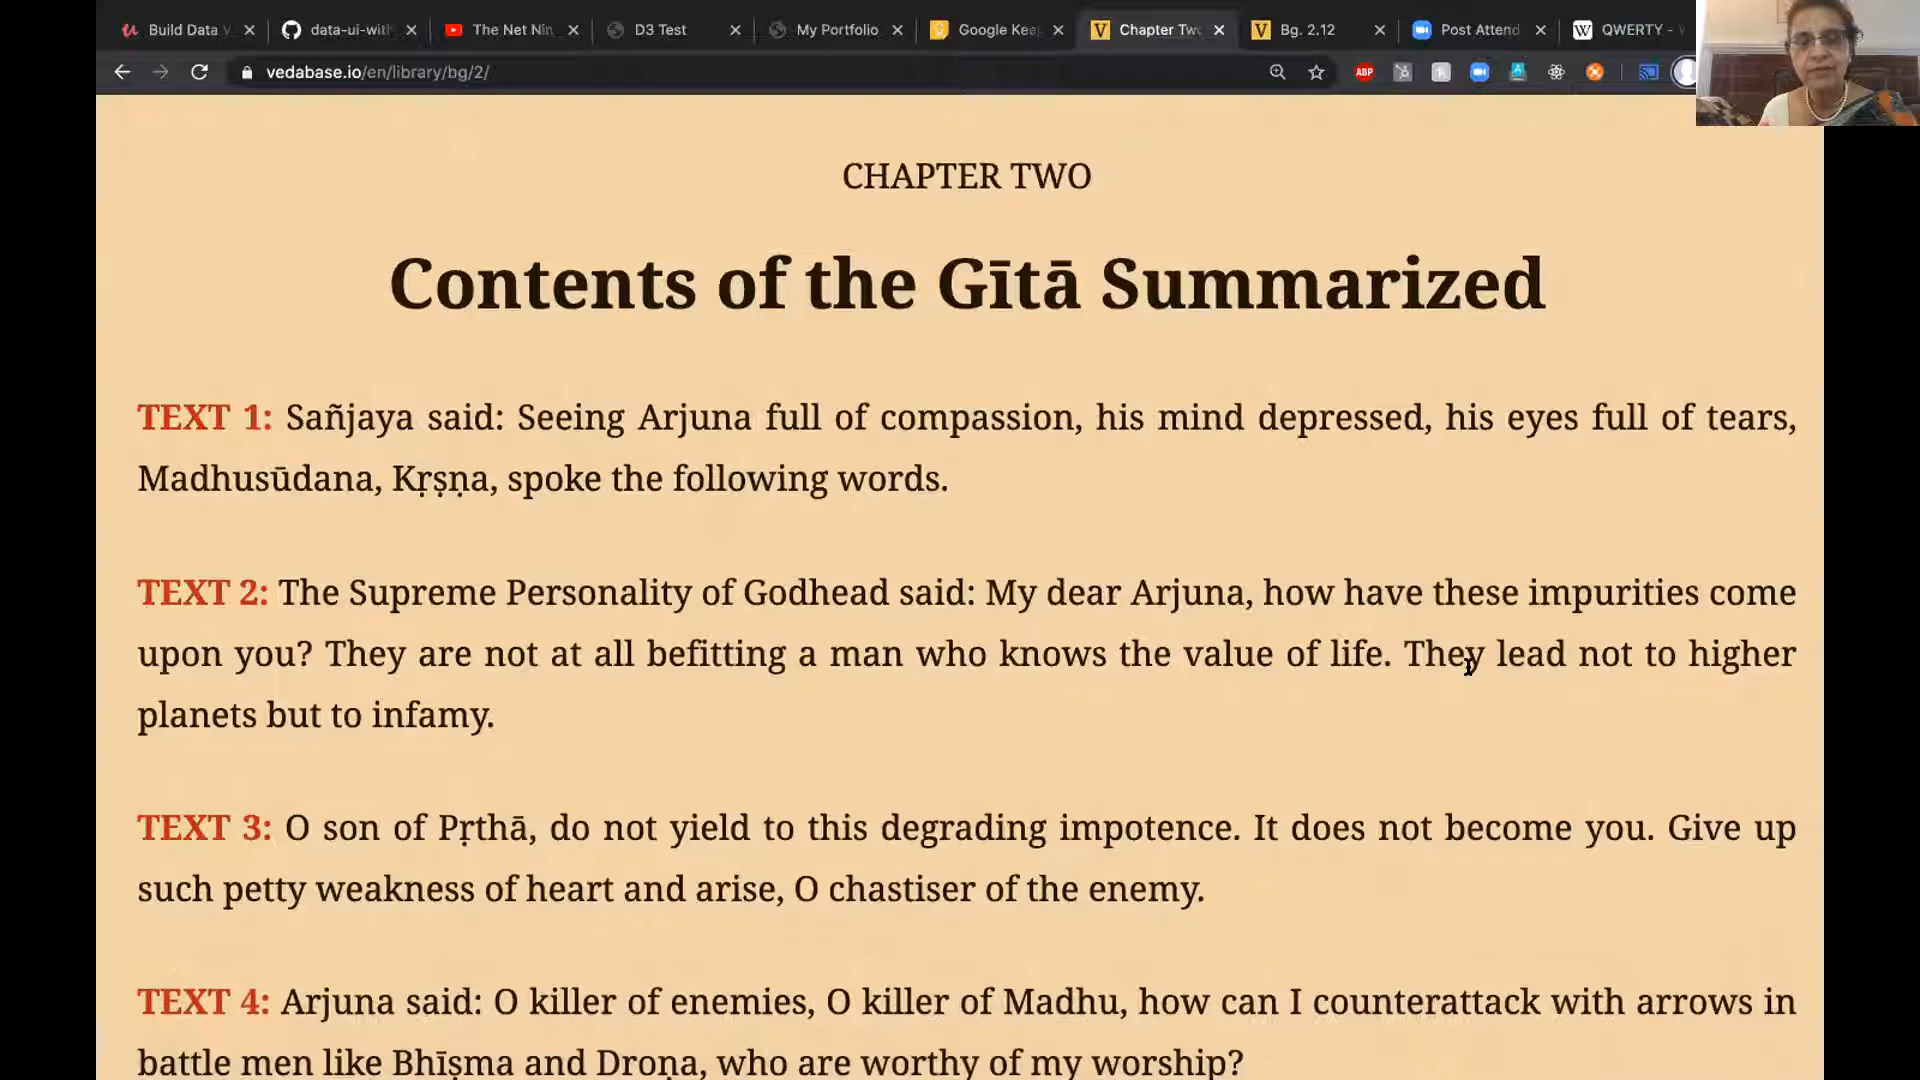 Build Data V
data-ui-with
The Net Nin
D3 Test
My Portfolio
Google Kee
Chapter Two
Bg. 2.12
Post Attend
QWERTY -
vedabase.io/en/library/bg/2/
ABP
CHAPTER TWO
Contents of the Gītā Summarized
TEXT 1: Sañjaya said: Seeing Arjuna full of compassion, his mind depressed, his eyes full of tears,
Madhusūdana, Kṛṣṇa, spoke the following words.
TEXT 2: The Supreme Personality of Godhead said: My dear Arjuna, how have these impurities come
upon you? They are not at all befitting a man who knows the value of life. They lead not to higher
planets but to infamy.
TEXT 3: O son of Pṛthā, do not yield to this degrading impotence. It does not become you. Give up
such petty weakness of heart and arise, O chastiser of the enemy.
TEXT 4: Arjuna said: O killer of enemies, O killer of Madhu, how can I counterattack with arrows in
battle men like Bhīṣma and Droṇa, who are worthy of my worship?